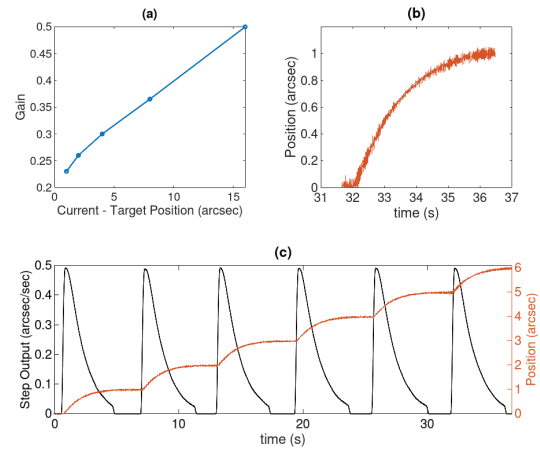 (a)
0.5
0.45
0.4
0.35
0.3
0.25
0.2
Gain
0 5 10 15
Current - Target Position (arcsec)
(b)
1
0.8
0.6
0.4
0.2
0
Position (arcsec)
31 32 33 34 35 36 37
time (s)
(c)
0.5
0.4
0.3
0.2
0.1
0
Step Output (arcsec/sec)
6
5
4
3
2
1
0
Position (arcsec)
0 10 20 30
time (s)